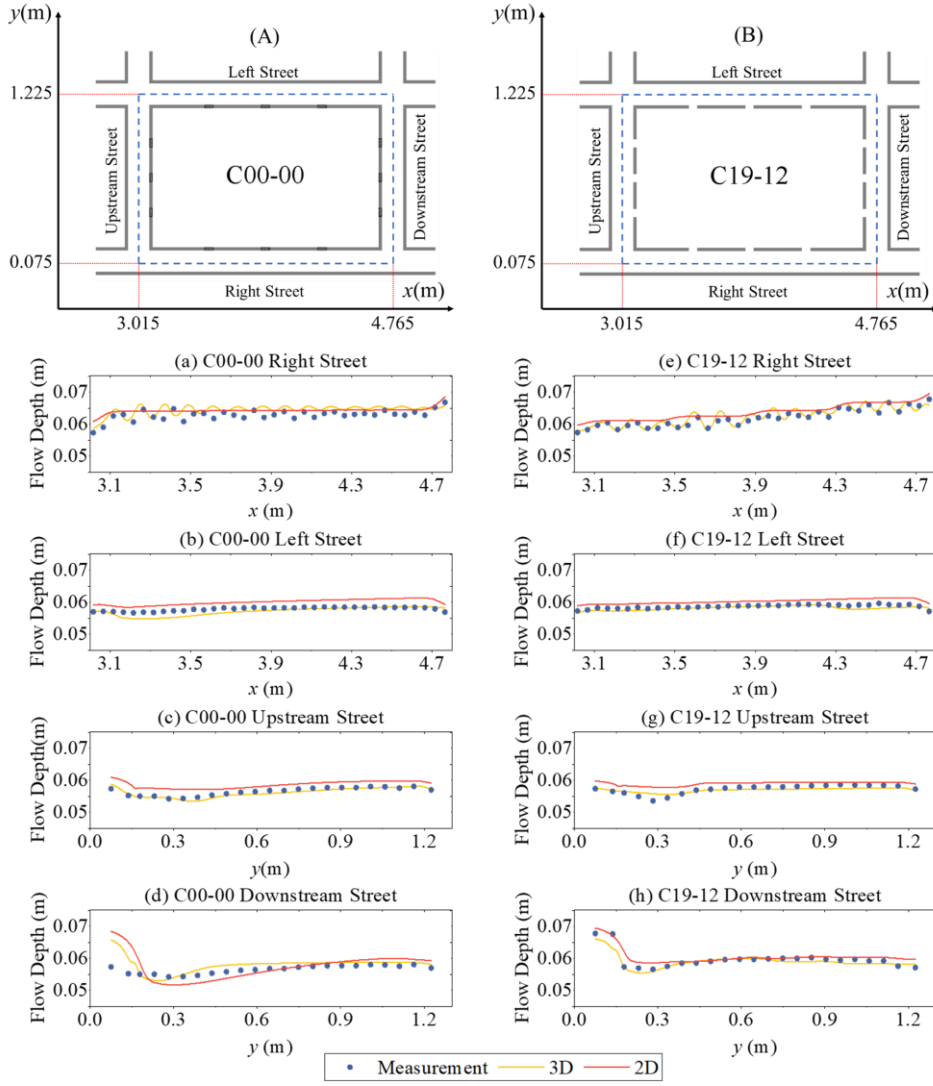 y(m)
(A)
Left Street
1.225
Upstream Street
C00-00
Downstream Street
0.075
Right Street
x(m)
3.015
4.765
y(m)
(B)
Left Street
1.225
Upstream Street
C19-12
Downstream Street
0.075
Right Street
x(m)
3.015
4.765
(a) C00-00 Right Street
Flow Depth (m)
0.07
0.06
0.05
3.1 3.5 3.9 4.3 4.7
x (m)
(e) C19-12 Right Street
Flow Depth (m)
0.07
0.06
0.05
3.1 3.5 3.9 4.3 4.7
x (m)
(b) C00-00 Left Street
Flow Depth (m)
0.07
0.06
0.05
3.1 3.5 3.9 4.3 4.7
x (m)
(f) C19-12 Left Street
Flow Depth (m)
0.07
0.06
0.05
3.1 3.5 3.9 4.3 4.7
x (m)
(c) C00-00 Upstream Street
Flow Depth(m)
0.07
0.06
0.05
0.0 0.3 0.6 0.9 1.2
y(m)
(g) C19-12 Upstream Street
Flow Depth (m)
0.07
0.06
0.05
0.0 0.3 0.6 0.9 1.2
y (m)
(d) C00-00 Downstream Street
Flow Depth (m)
0.07
0.06
0.05
0.0 0.3 0.6 0.9 1.2
y (m)
(h) C19-12 Downstream Street
Flow Depth (m)
0.07
0.06
0.05
0.0 0.3 0.6 0.9 1.2
y (m)
Measurement 3D 2D